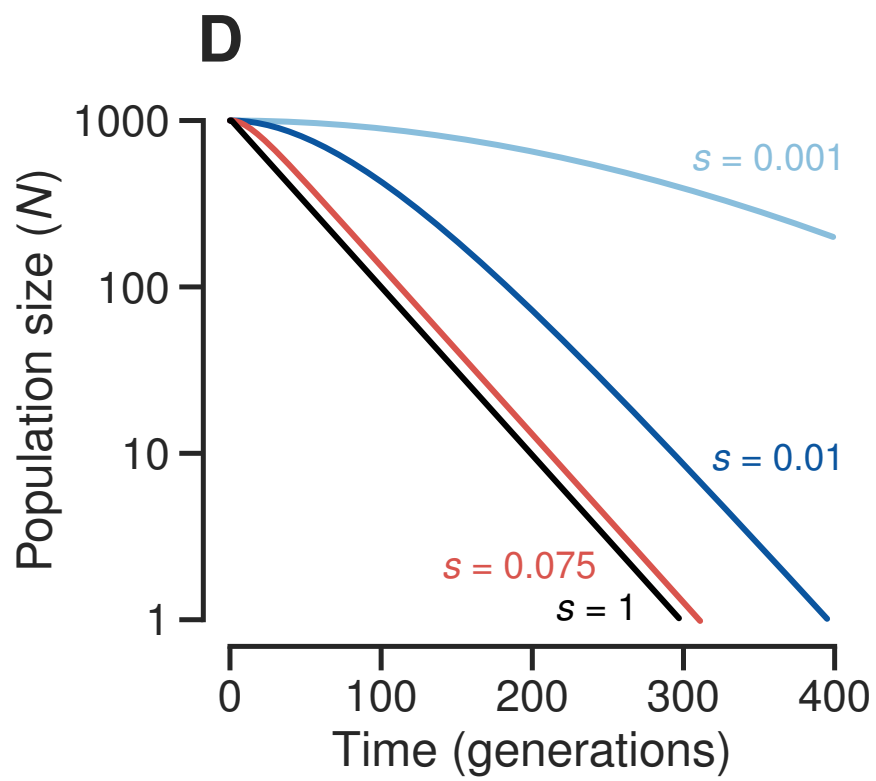 D
1000
100
10
1
Population size (N)
s = 0.001
s = 0.01
s = 0.075
s = 1
0 100 200 300 400
Time (generations)